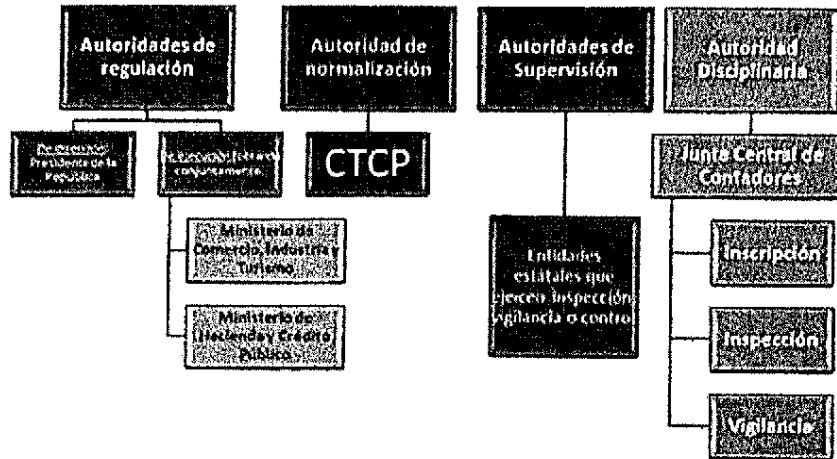 Autoridades de
regulación
Presidente de la
República
conjuntamente
Ministerio de
Comercio, Industria y
Turismo
Ministerio de
Hacienda y Crédito
Público
Autoridad de
normalización
CTCP
Autoridades de
Supervisión
Entidades
estatales que
ejercen inspección
vigilancia o contro
Autoridad
Disciplinaria
Junta Central de
Contadores
Inscripción
Inspección
Vigilancia